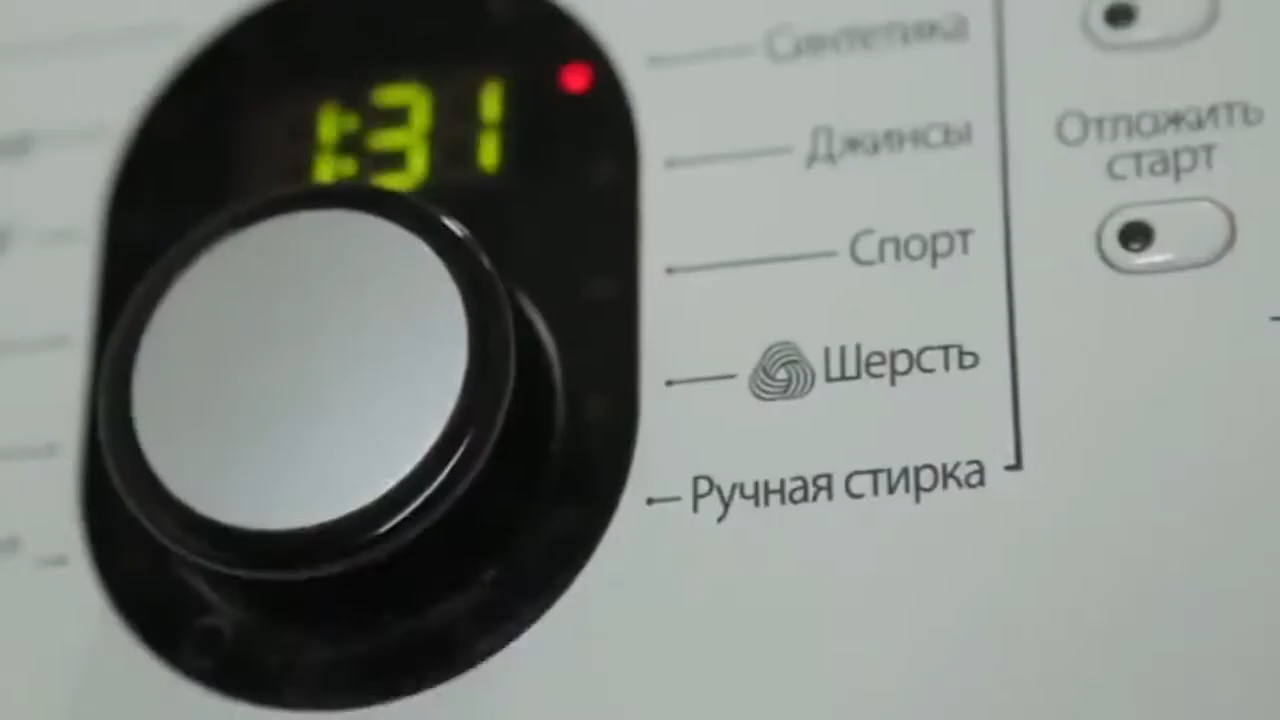 1:31
Синтетика
Джинсы
Спорт
Шерсть
Ручная стирка
Отложить
старт